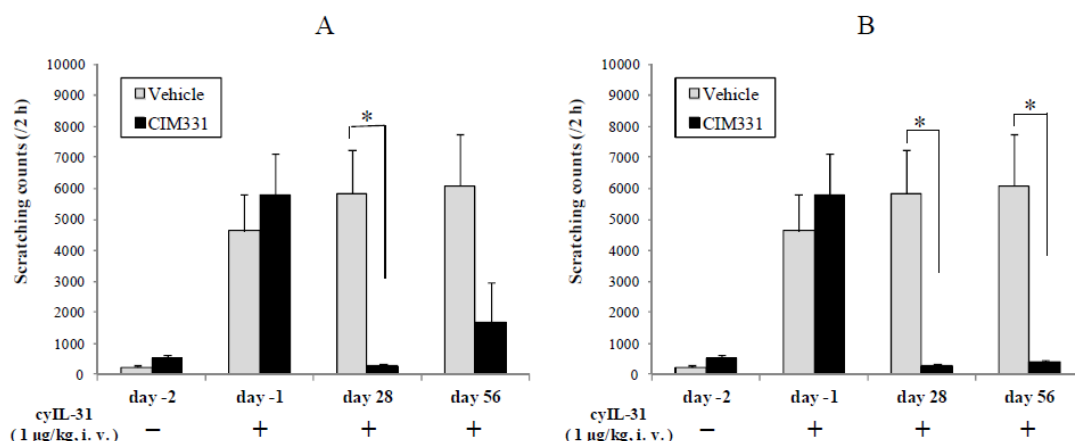 A
Scratching counts (/2 h)
10000
9000
8000
7000
6000
5000
4000
3000
2000
1000
0
Vehicle
CIM331
*
day -2
day -1
day 28
day 56
cyIL-31
( 1 μg/kg, i. v. )
− + + +
B
Scratching counts (/2 h)
10000
9000
8000
7000
6000
5000
4000
3000
2000
1000
0
Vehicle
CIM331
*
*
day -2
day -1
day 28
day 56
cyIL-31
( 1 μg/kg, i. v. )
− + + +